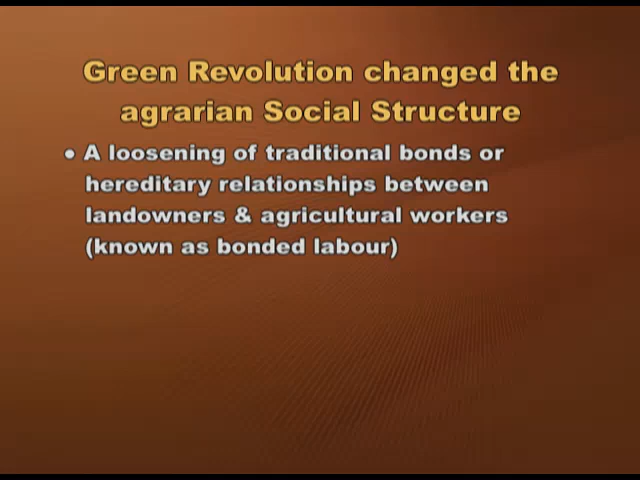 Green Revolution changed the
agrarian Social Structure
• A loosening of traditional bonds or
hereditary relationships between
landowners & agricultural workers
(known as bonded labour)